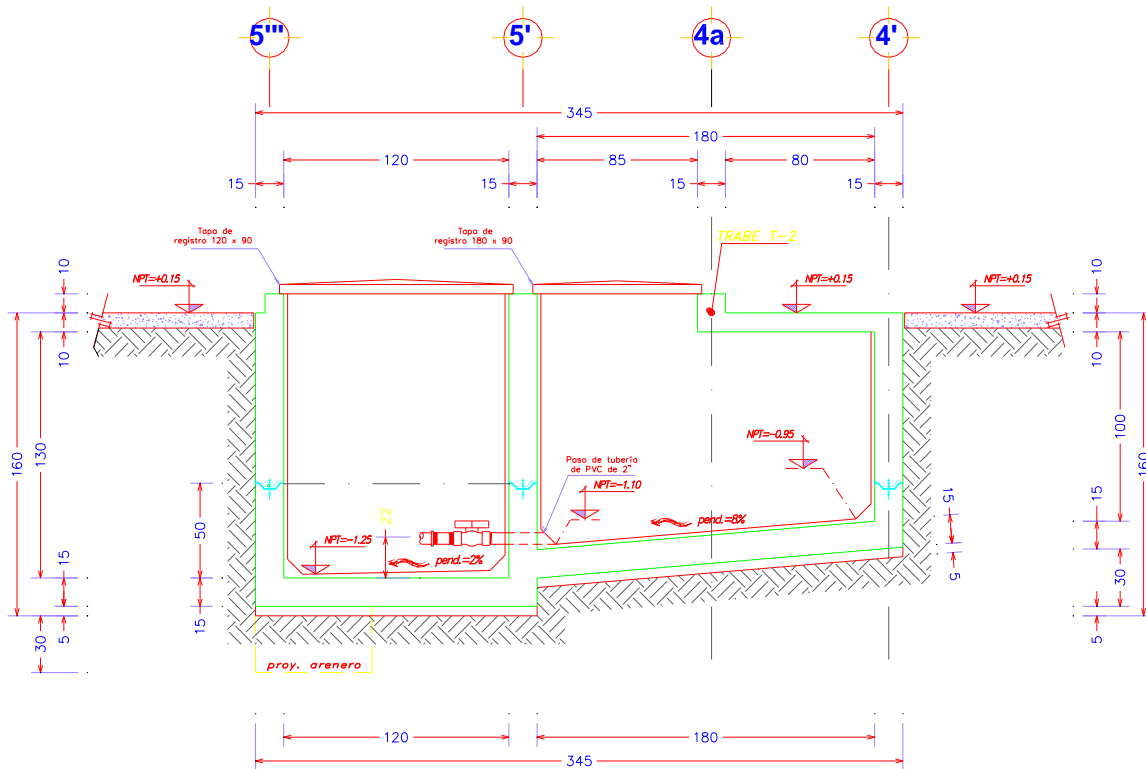 5''' 5' 4a 4'
345
180
120 85 80
15 15 15 15
Tapa de
registro 120 x 90
Tapa de
registro 180 x 90
TRABE T-2
10 NPT=+0.15 NPT=+0.15 NPT=+0.15 10
10 10
160 130 100 160
NPT=-0.95
Paso de tubería
de PVC de 2"
NPT=-1.10
50 22 15 15
pend.=8%
NPT=-1.25
pend.=2%
15 5 30
15
30 5 5
proy. arenero
120 180
345